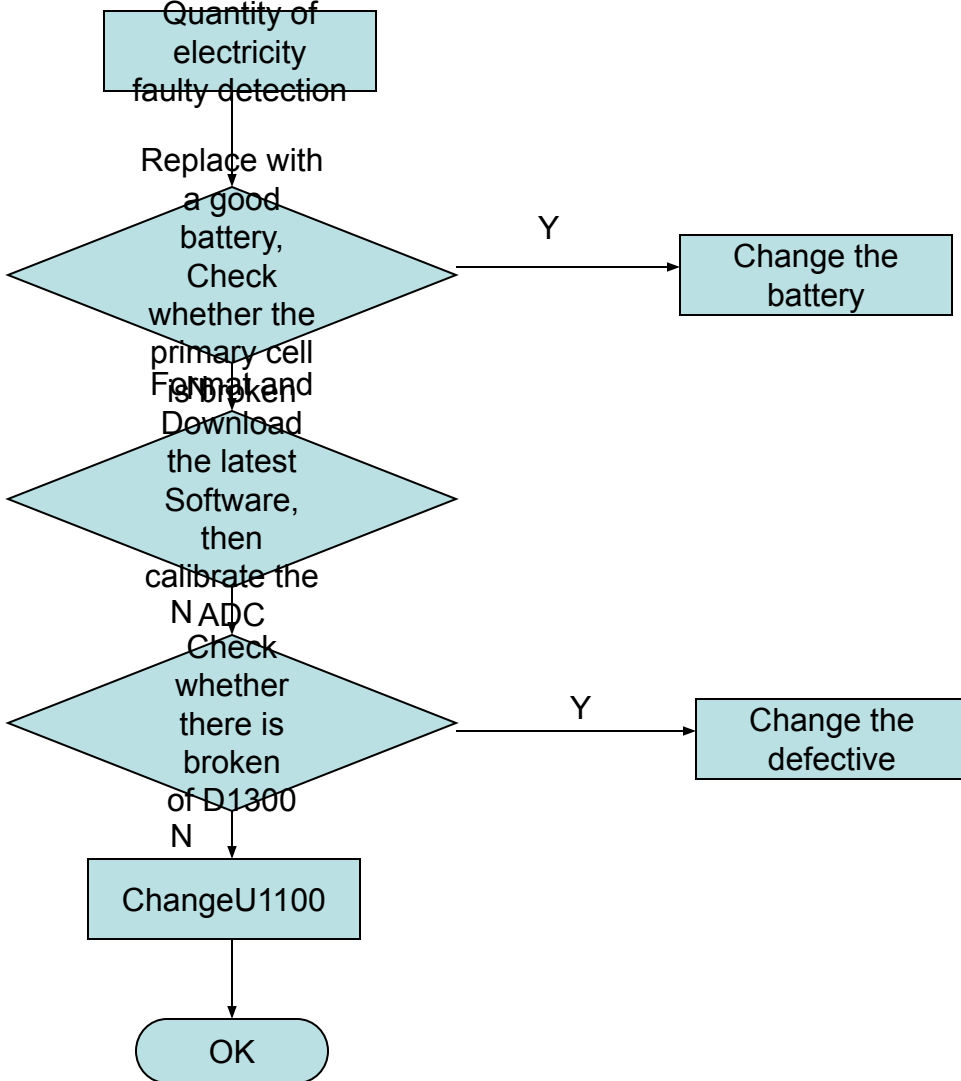 Quantity of
electricity
faulty detection
Replace with
a good
battery,
Check
whether the
primary cell
is broken
Y
Change the
battery
N
Format and
Download
the latest
Software,
then
calibrate the
ADC
N
Check
whether
there is
broken
of D1300
Y
Change the
defective
N
ChangeU1100
OK